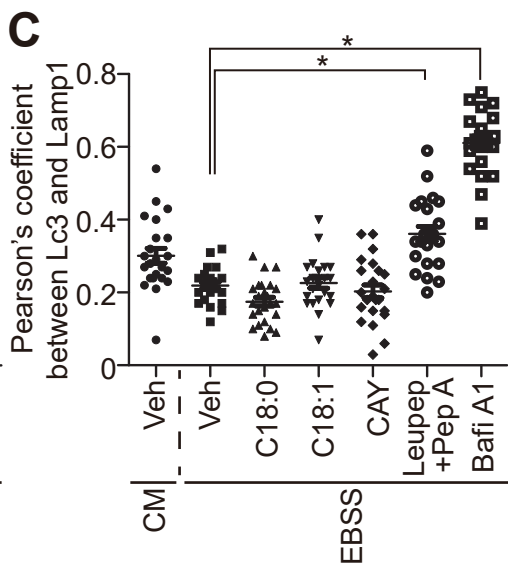 C
Pearson's coefficient
between Lc3 and Lamp1
*
*
0.8
0.6
0.4
0.2
0
Veh
Veh
C18:0
C18:1
CAY
Leupep
+Pep A
Bafi A1
CM
EBSS